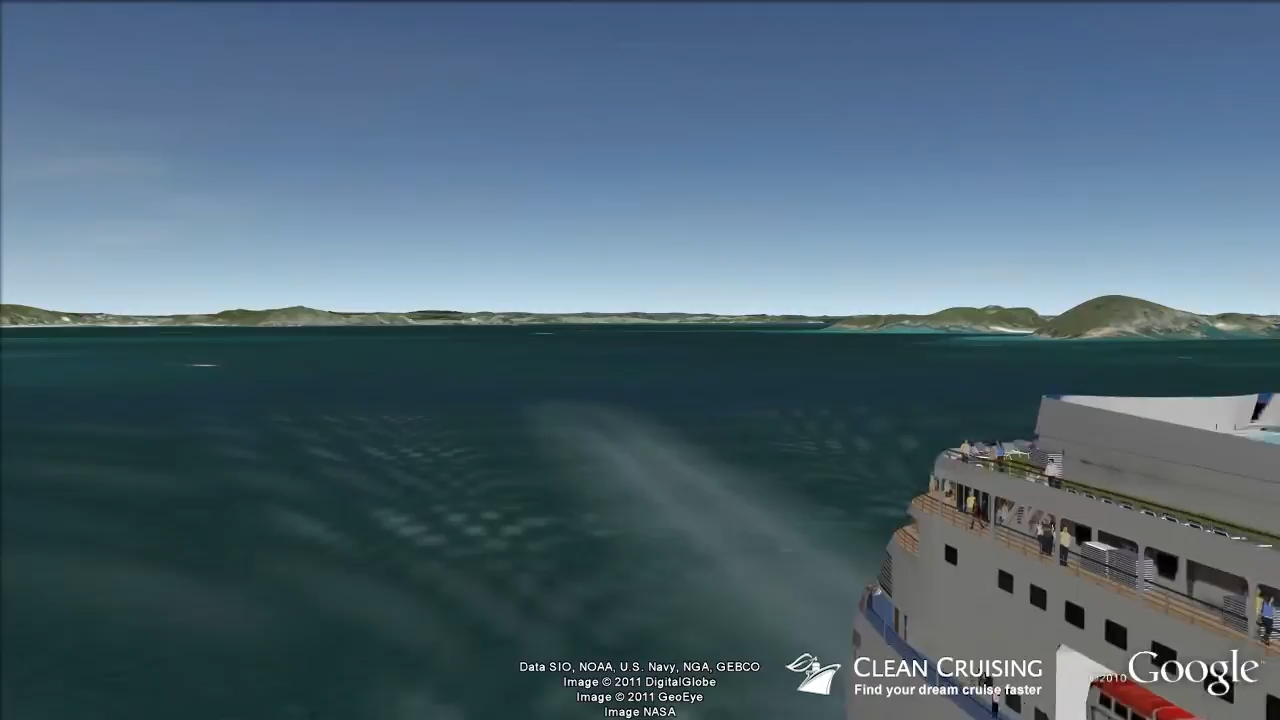 Data SIO, NOAA, U.S. Navy, NGA, GEBCO
Image © 2011 DigitalGlobe
Image © 2011 GeoEye
Image NASA
CLEAN CRUISING
Find your dream cruise faster
©2010 Google